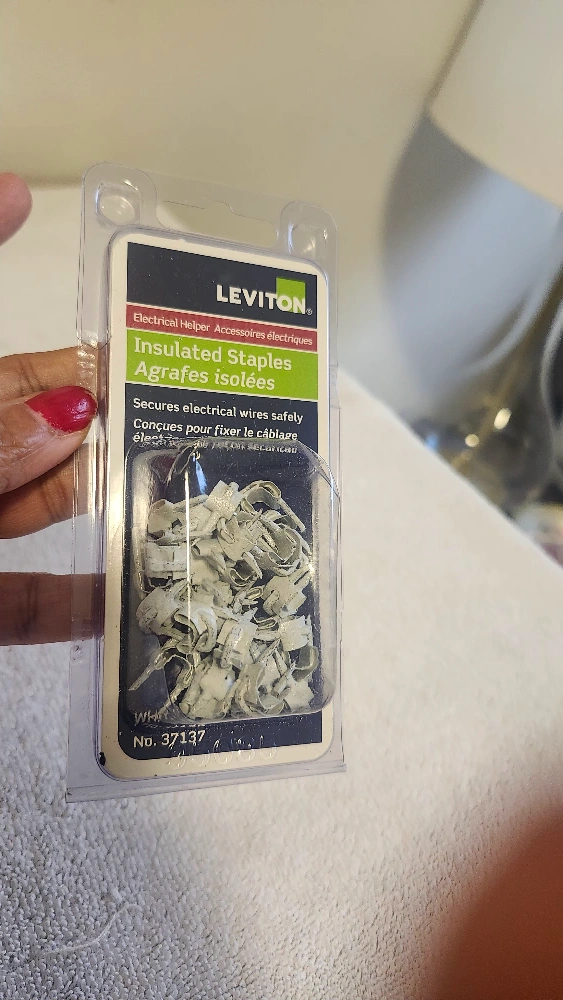 LEVITON®
Electrical Helper Accessoires électriques
Insulated Staples
Agrafes isolées
Secures electrical wires safely
Conçues pour fixer le câblage
No. 37137